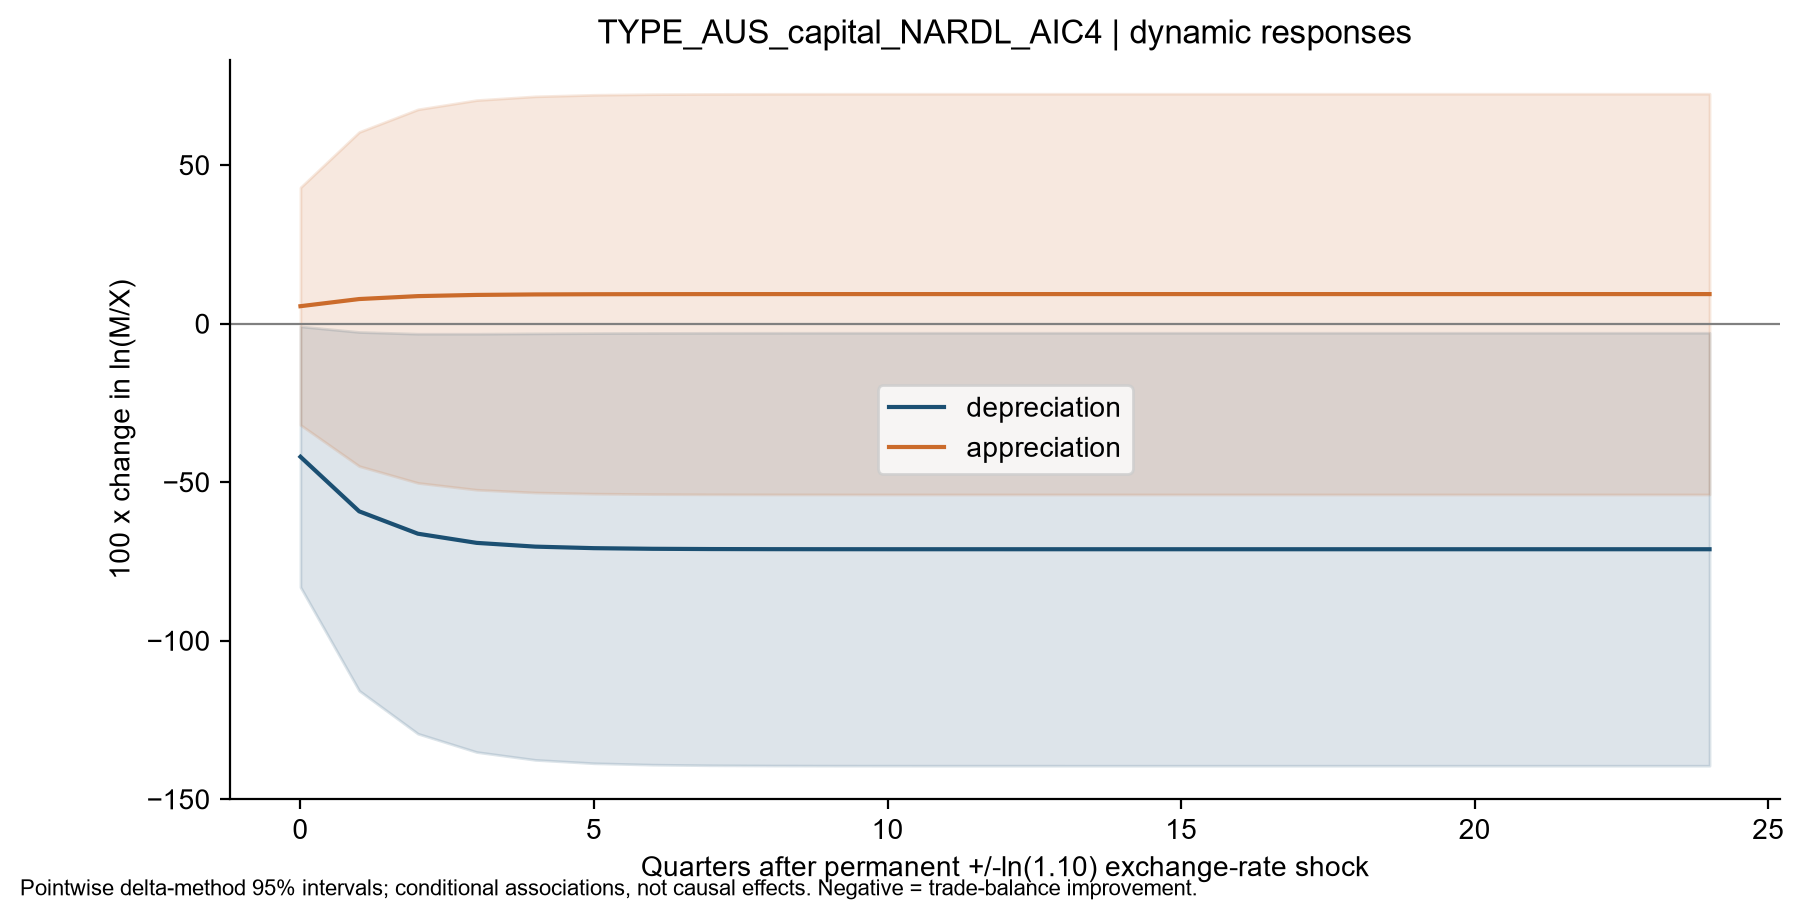 TYPE_AUS_capital_NARDL_AIC4 | dynamic responses
100 x change in ln(M/X)
50
0
−50
−100
−150
depreciation
appreciation
0 5 10 15 20 25
Quarters after permanent +/-ln(1.10) exchange-rate shock
Pointwise delta-method 95% intervals; conditional associations, not causal effects. Negative = trade-balance improvement.